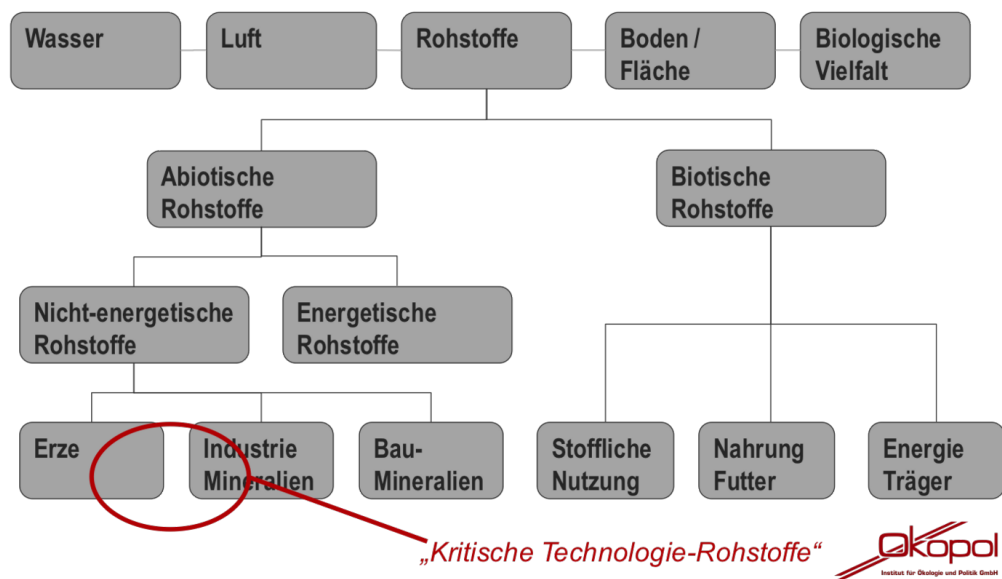 Wasser
Luft
Rohstoffe
Boden /
Fläche
Biologische
Vielfalt
Abiotische
Rohstoffe
Biotische
Rohstoffe
Nicht-energetische
Rohstoffe
Energetische
Rohstoffe
Erze
Industrie
Mineralien
Bau-
Mineralien
Stoffliche
Nutzung
Nahrung
Futter
Energie
Träger
„Kritische Technologie-Rohstoffe“
Ökopol
Institut für Ökologie und Politik GmbH